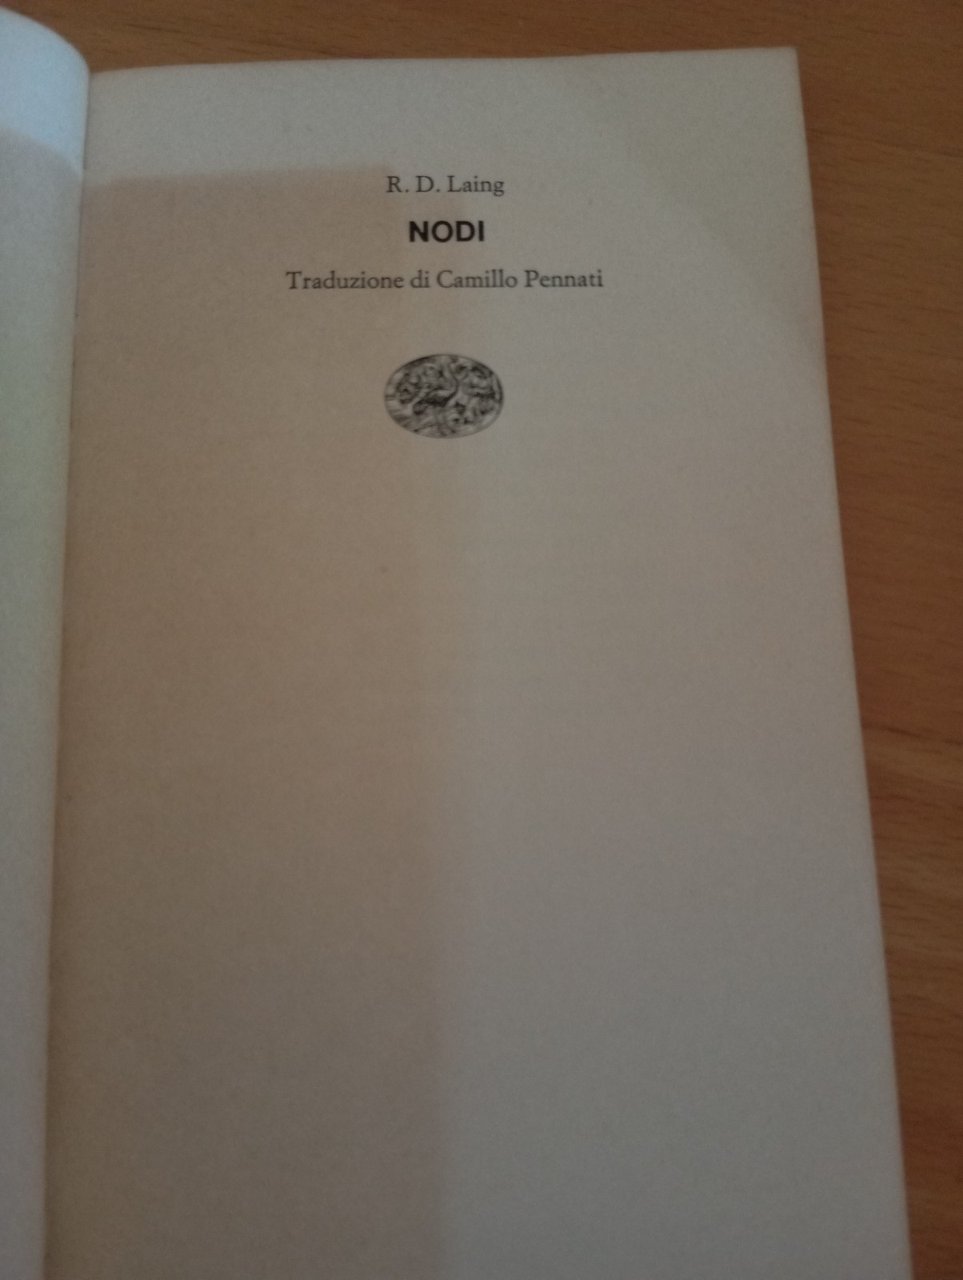 R. D. Laing
NODI
Traduzione di Camillo Pennati